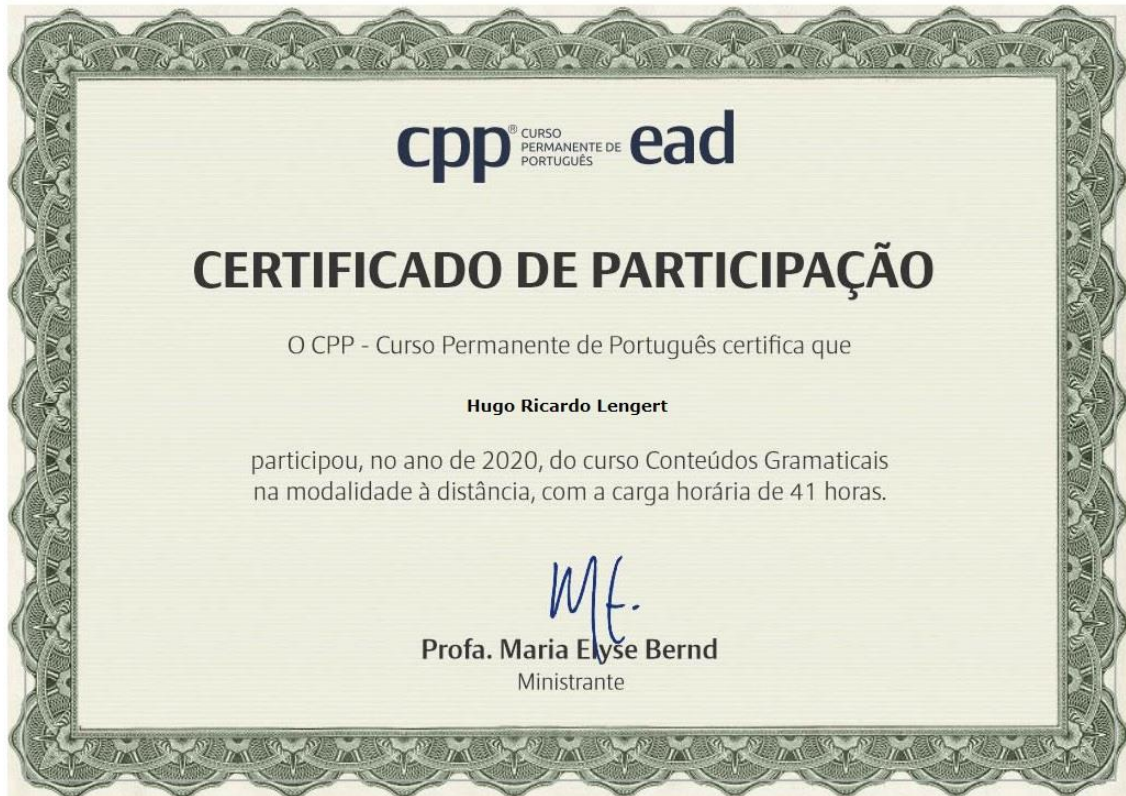 cpp® CURSO PERMANENTE DE PORTUGUÊS ead
CERTIFICADO DE PARTICIPAÇÃO
O CPP - Curso Permanente de Português certifica que
Hugo Ricardo Lengert
participou, no ano de 2020, do curso Conteúdos Gramaticais
na modalidade à distância, com a carga horária de 41 horas.
M E.
Profa. Maria Elyse Bernd
Ministrante